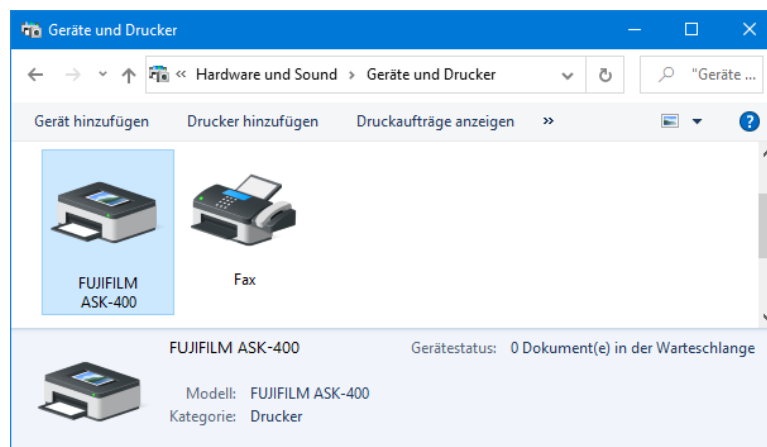 Geräte und Drucker
« Hardware und Sound › Geräte und Drucker "Geräte ...
Gerät hinzufügen Drucker hinzufügen Druckaufträge anzeigen » ?
FUJIFILM
ASK-400
Fax
FUJIFILM ASK-400 Gerätestatus: 0 Dokument(e) in der Warteschlange
Modell: FUJIFILM ASK-400
Kategorie: Drucker